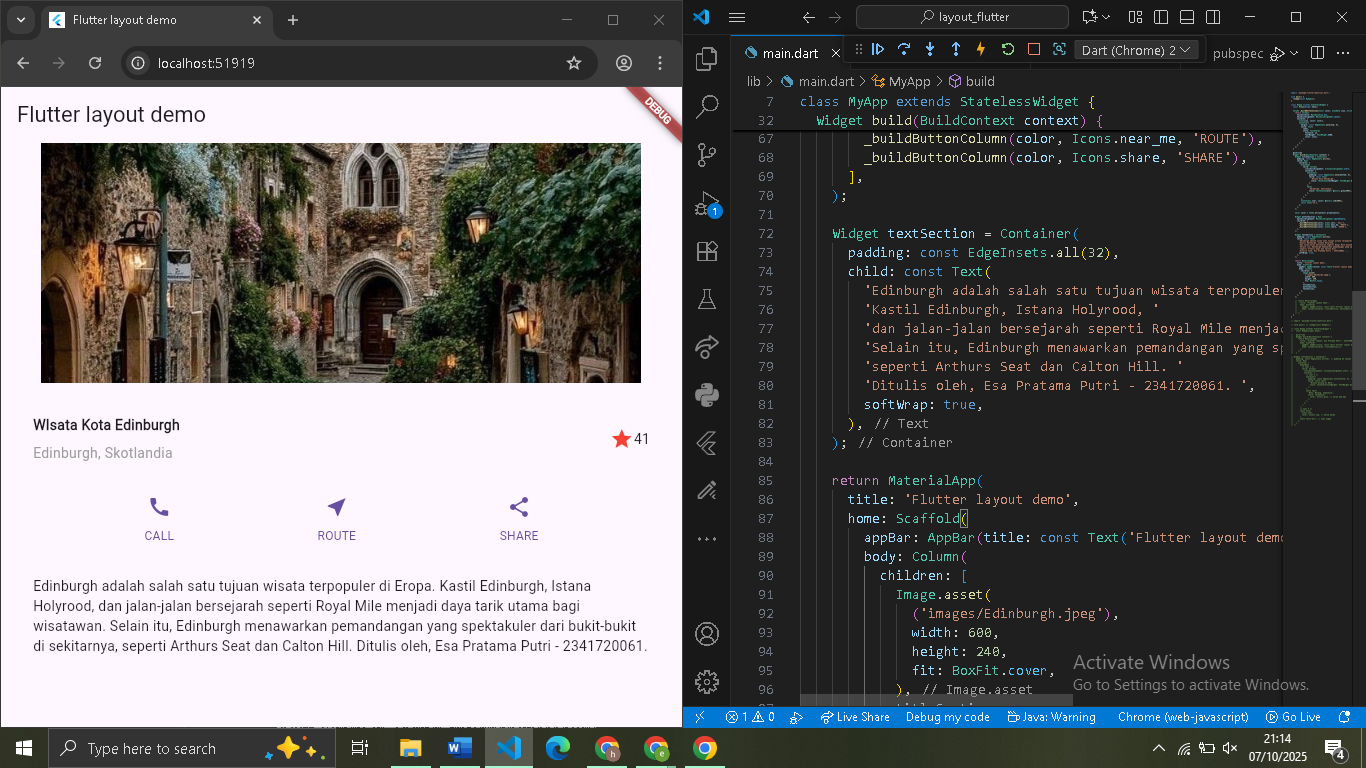 Flutter layout demo
localhost:51919
Flutter layout demo
DEBUG
WIsata Kota Edinburgh
Edinburgh, Skotlandia
41
CALL
ROUTE
SHARE
Edinburgh adalah salah satu tujuan wisata terpopuler di Eropa. Kastil Edinburgh, Istana
Holyrood, dan jalan-jalan bersejarah seperti Royal Mile menjadi daya tarik utama bagi
wisatawan. Selain itu, Edinburgh menawarkan pemandangan yang spektakuler dari bukit-bukit
di sekitarnya, seperti Arthurs Seat dan Calton Hill. Ditulis oleh, Esa Pratama Putri - 2341720061.
layout_flutter
main.dart
Dart (Chrome) 2
pubspec
lib > main.dart > MyApp > build
7 class MyApp extends StatelessWidget {
32 Widget build(BuildContext context) {
67 _buildButtonColumn(color, Icons.near_me, 'ROUTE'),
68 _buildButtonColumn(color, Icons.share, 'SHARE'),
69 ],
70 );
71
72 Widget textSection = Container(
73 padding: const EdgeInsets.all(32),
74 child: const Text(
75 'Edinburgh adalah salah satu tujuan wisata terpopuler
76 'Kastil Edinburgh, Istana Holyrood, '
77 'dan jalan-jalan bersejarah seperti Royal Mile menjad
78 'Selain itu, Edinburgh menawarkan pemandangan yang sp
79 'seperti Arthurs Seat dan Calton Hill. '
80 'Ditulis oleh, Esa Pratama Putri - 2341720061. ',
81 softWrap: true,
82 ), // Text
83 ); // Container
84
85 return MaterialApp(
86 title: 'Flutter layout demo',
87 home: Scaffold(
88 appBar: AppBar(title: const Text('Flutter layout demo
89 body: Column(
90 children: [
91 Image.asset(
92 ('images/Edinburgh.jpeg'),
93 width: 600,
94 height: 240,
95 fit: BoxFit.cover,
96 ), // Image.asset
1
Activate Windows
Go to Settings to activate Windows.
1 0
Live Share
Debug my code
Java: Warning
Chrome (web-javascript)
Go Live
Type here to search
21:14
07/10/2025
4